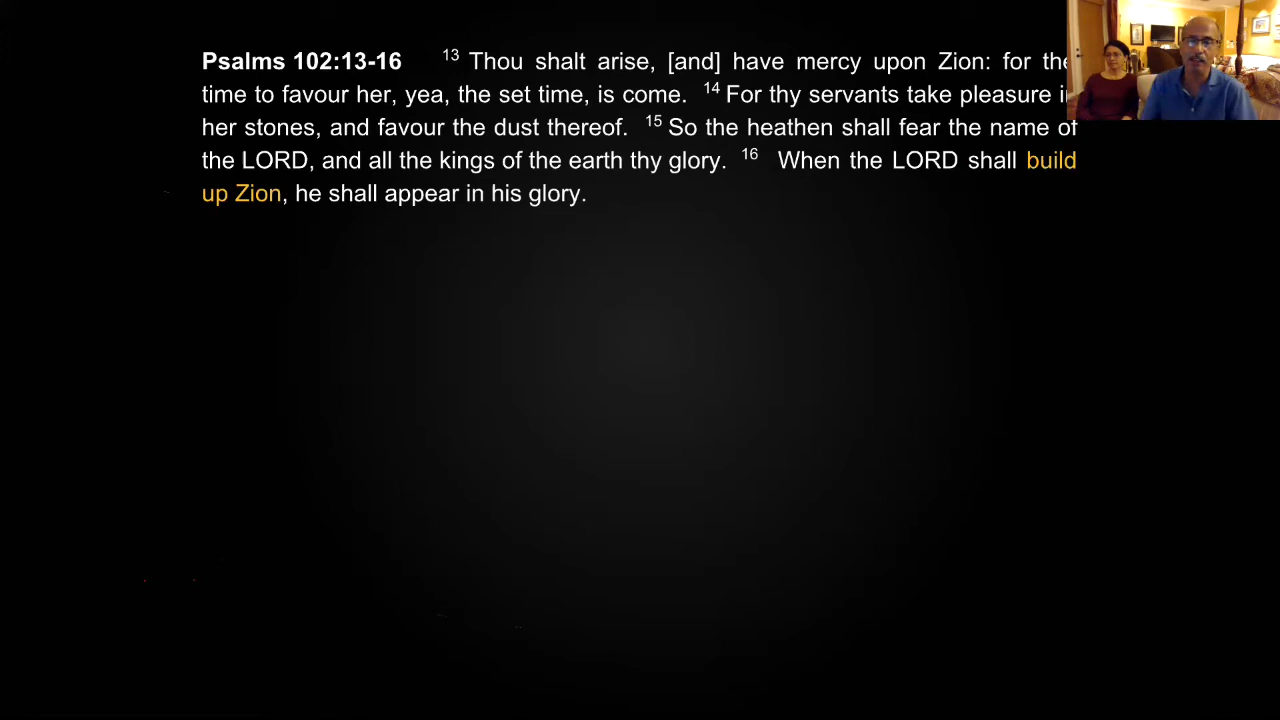 Psalms 102:13-16 13 Thou shalt arise, [and] have mercy upon Zion: for the
time to favour her, yea, the set time, is come. 14 For thy servants take pleasure in
her stones, and favour the dust thereof. 15 So the heathen shall fear the name of
the LORD, and all the kings of the earth thy glory. 16 When the LORD shall build
up Zion, he shall appear in his glory.